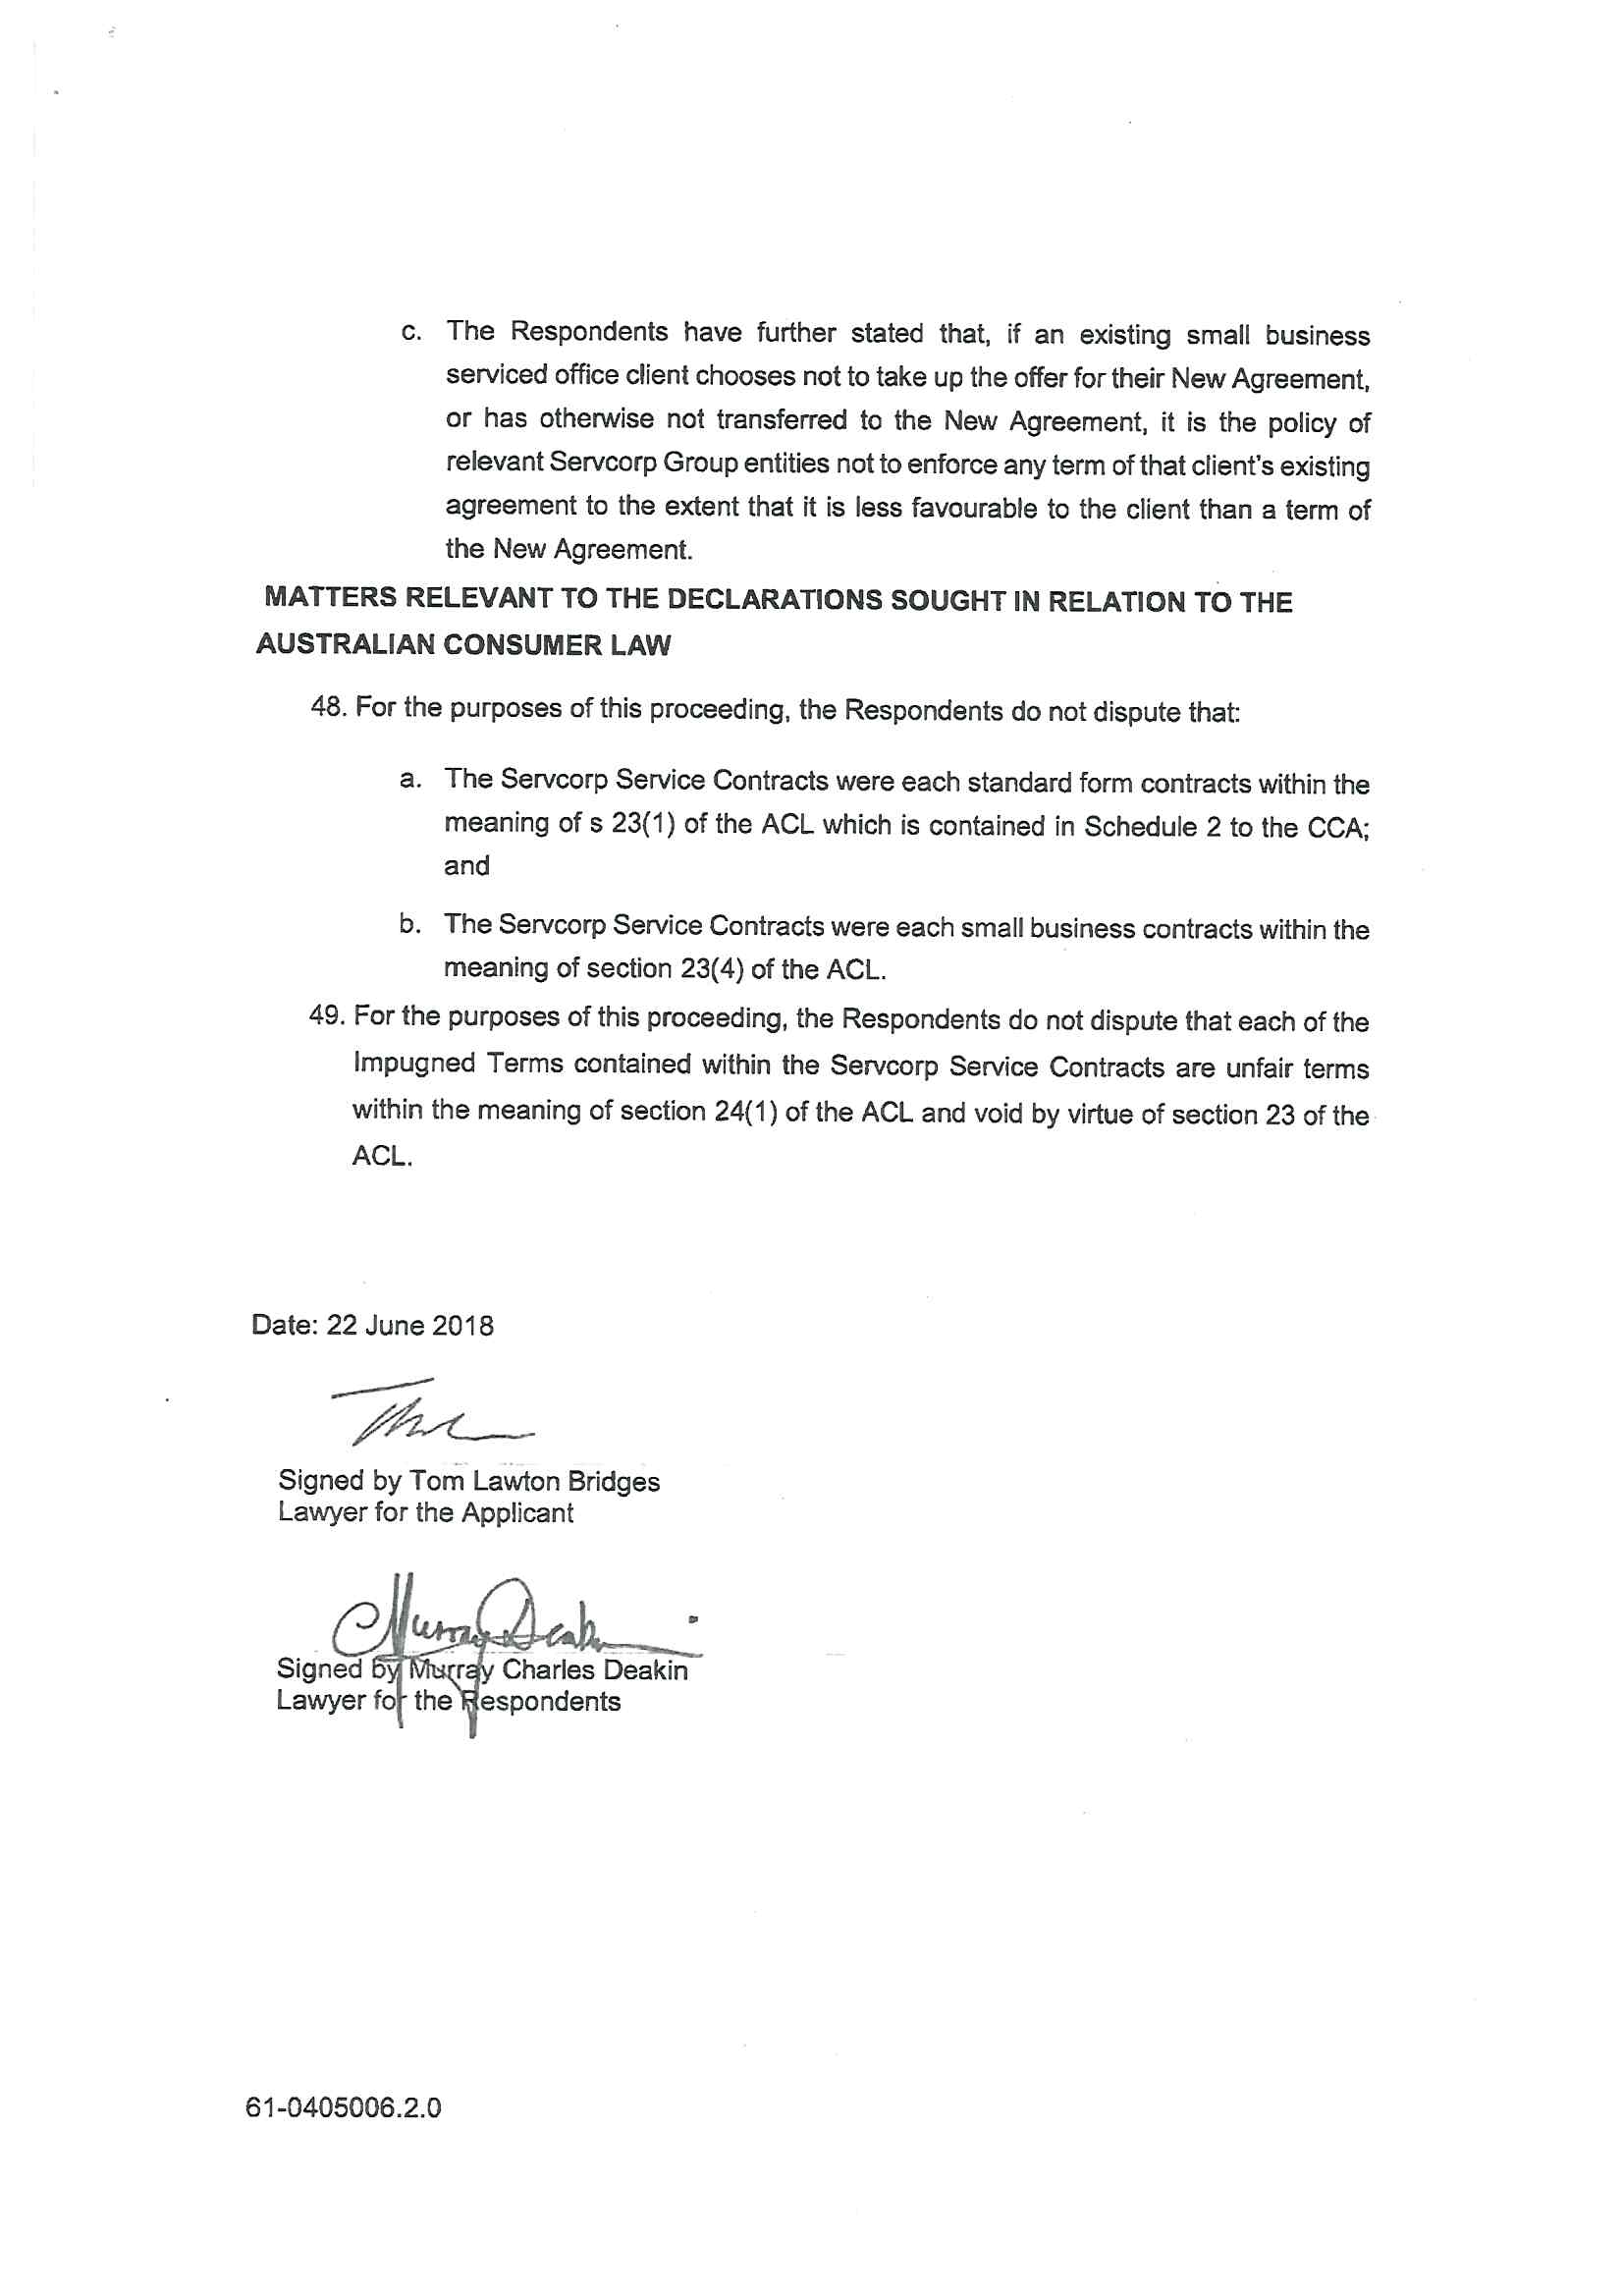 c. The Respondents have further stated that, if an existing small business
serviced office client chooses not to take up the offer for their New Agreement,
or has otherwise not transferred to the New Agreement, it is the policy of
relevant Servcorp Group entities not to enforce any term of that client's existing
agreement to the extent that it is less favourable to the client than a term of
the New Agreement.
MATTERS RELEVANT TO THE DECLARATIONS SOUGHT IN RELATION TO THE
AUSTRALIAN CONSUMER LAW
48. For the purposes of this proceeding, the Respondents do not dispute that:
a. The Servcorp Service Contracts were each standard form contracts within the
meaning of s 23(1) of the ACL which is contained in Schedule 2 to the CCA;
and
b. The Servcorp Service Contracts were each small business contracts within the
meaning of section 23(4) of the ACL.
49. For the purposes of this proceeding, the Respondents do not dispute that each of the
Impugned Terms contained within the Servcorp Service Contracts are unfair terms
within the meaning of section 24(1) of the ACL and void by virtue of section 23 of the
ACL.
Date: 22 June 2018
Signed by Tom Lawton Bridges
Lawyer for the Applicant
Murray Deakin
Signed by Murray Charles Deakin
Lawyer for the Respondents
61-0405006.2.0